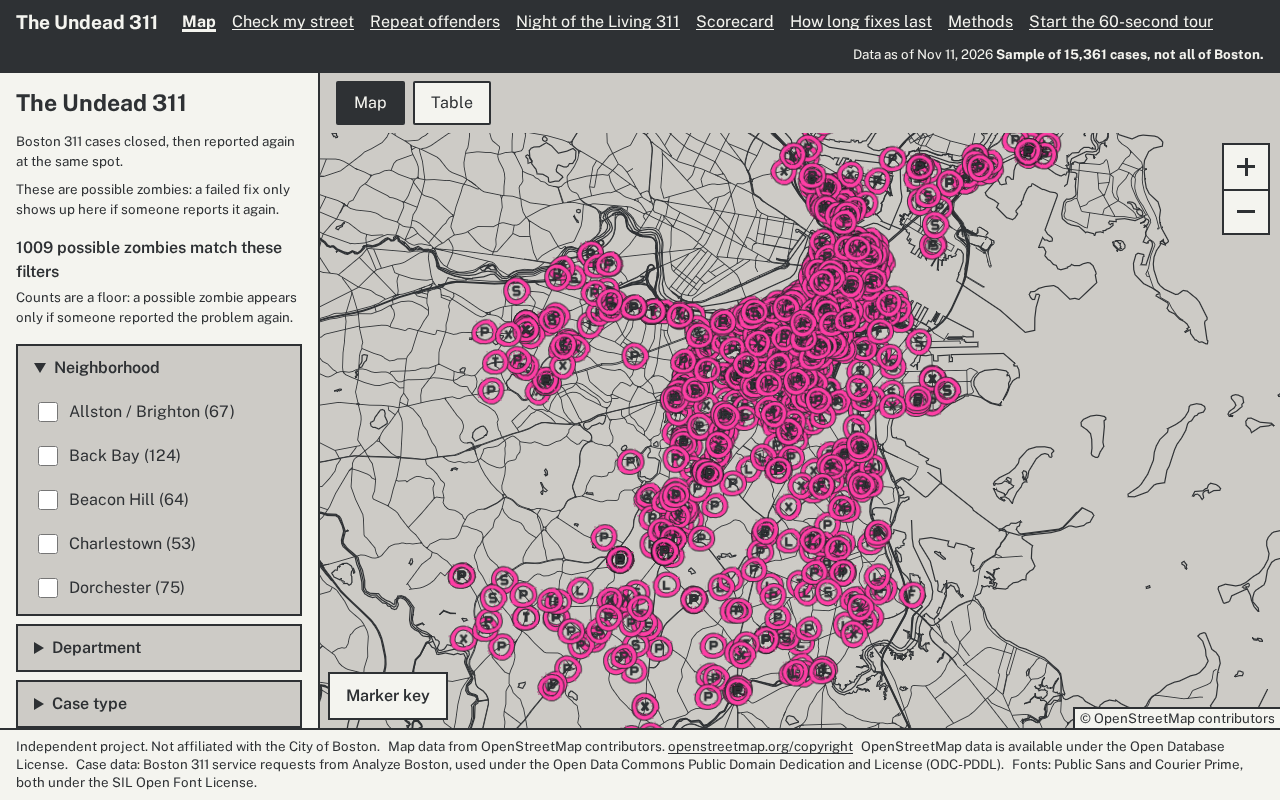 The Undead 311
Map
Check my street
Repeat offenders
Night of the Living 311
Scorecard
How long fixes last
Methods
Start the 60-second tour
Data as of Nov 11, 2026 Sample of 15,361 cases, not all of Boston.
The Undead 311
Boston 311 cases closed, then reported again
at the same spot.
These are possible zombies: a failed fix only
shows up here if someone reports it again.
1009 possible zombies match these
filters
Counts are a floor: a possible zombie appears
only if someone reported the problem again.
Neighborhood
Allston / Brighton (67)
Back Bay (124)
Beacon Hill (64)
Charlestown (53)
Dorchester (75)
Department
Case type
Map
Table
+
−
Marker key
© OpenStreetMap contributors
Independent project. Not affiliated with the City of Boston. Map data from OpenStreetMap contributors. openstreetmap.org/copyright OpenStreetMap data is available under the Open Database
License. Case data: Boston 311 service requests from Analyze Boston, used under the Open Data Commons Public Domain Dedication and License (ODC-PDDL). Fonts: Public Sans and Courier Prime,
both under the SIL Open Font License.